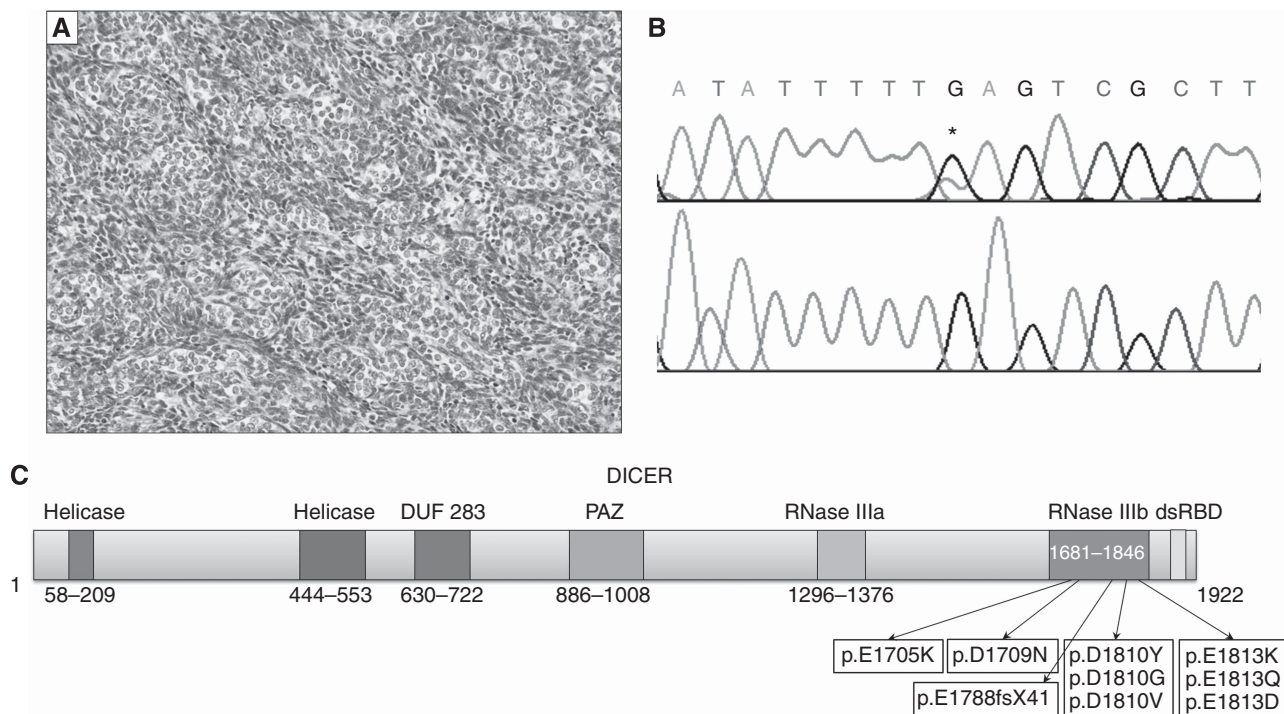 A
B
A T A T T T T T G A G T C G C T T
*
C
DICER
Helicase Helicase DUF 283 PAZ RNase IIIa RNase IIIb dsRBD
1681–1846
1 58–209 444–553 630–722 886–1008 1296–1376 1922
p.E1705K p.D1709N p.D1810Y p.E1813K
p.D1810G p.E1813Q
p.E1788fsX41 p.D1810V p.E1813D